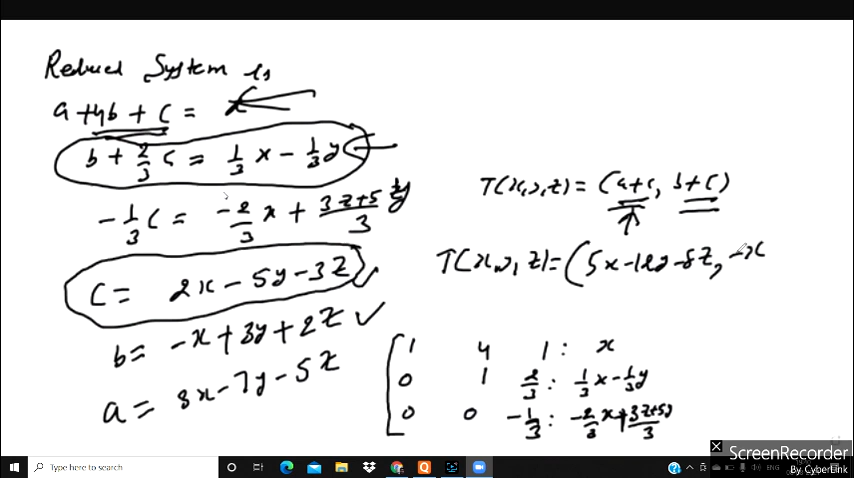 Reduced System is
a + 4b + c = x
b + 2/3 c = 1/3 x - 1/3 y
-1/3 c = -2/3 x + (3z + 5y)/3
c = 2x - 5y - 3z
b = -x + 3y + 2z
a = 3x - 7y - 5z
T(x, y, z) = (a+c, b+c)
T(x, y, z) = (5x - 12y - 8z, -x
1 4 1 : x
0 1 2/3 : 1/3 x - 1/3 y
0 0 -1/3 : -2/3 x + (3z+5y)/3
Type here to search
ENG
ScreenRecorder
By CyberLink